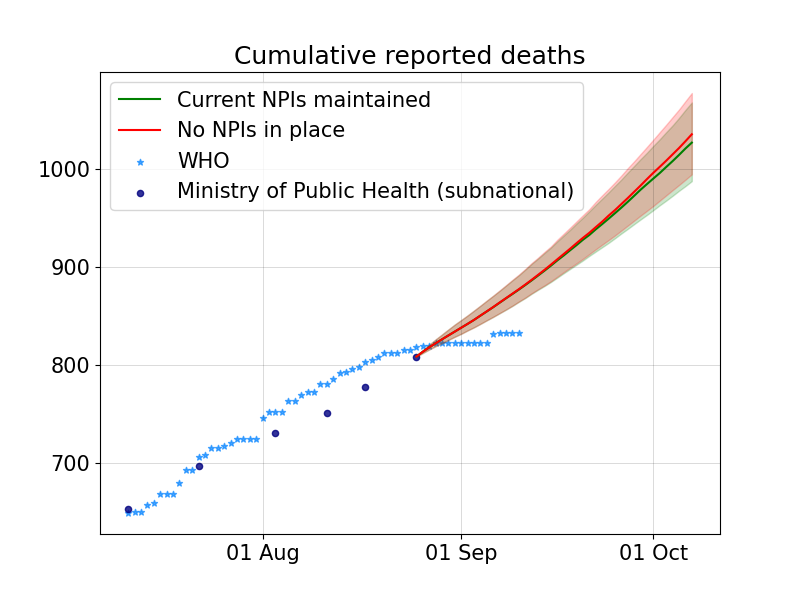 Cumulative reported deaths
Current NPIs maintained
No NPIs in place
WHO
Ministry of Public Health (subnational)
1000
900
800
700
01 Aug
01 Sep
01 Oct